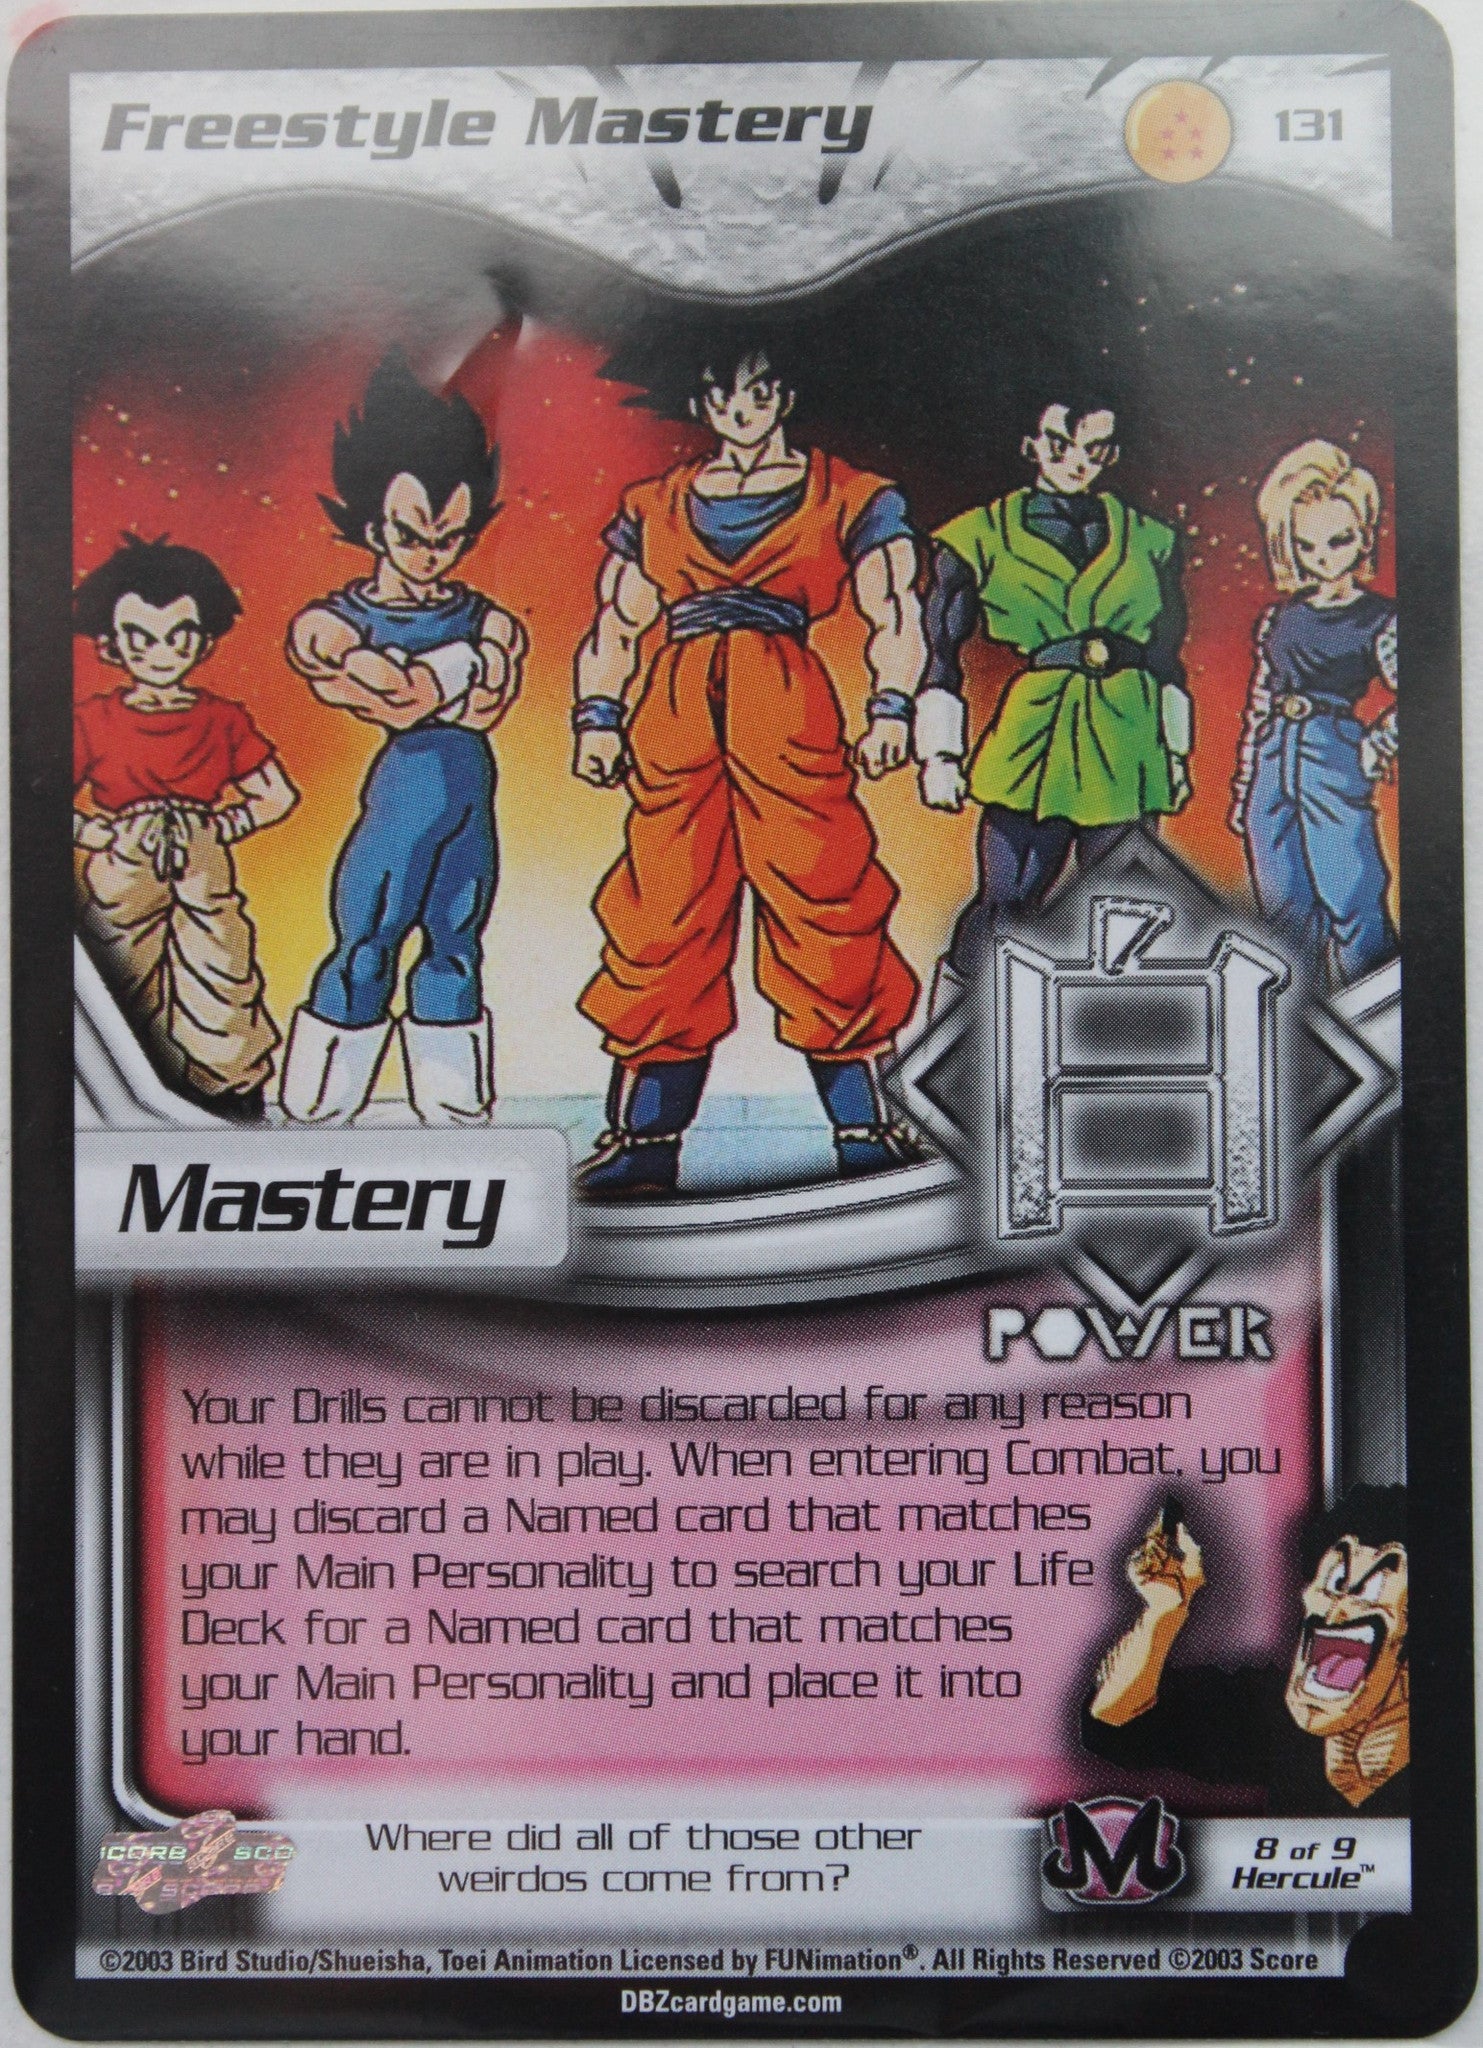 Freestyle Mastery
131
Mastery
POWER
Your Drills cannot be discarded for any reason
while they are in play. When entering Combat, you
may discard a Named card that matches
your Main Personality to search your Life
Deck for a Named card that matches
your Main Personality and place it into
your hand.
Where did all of those other
weirdos come from?
M
8 of 9
Hercule™
©2003 Bird Studio/Shueisha, Toei Animation Licensed by FUNimation®. All Rights Reserved ©2003 Score
DBZcardgame.com